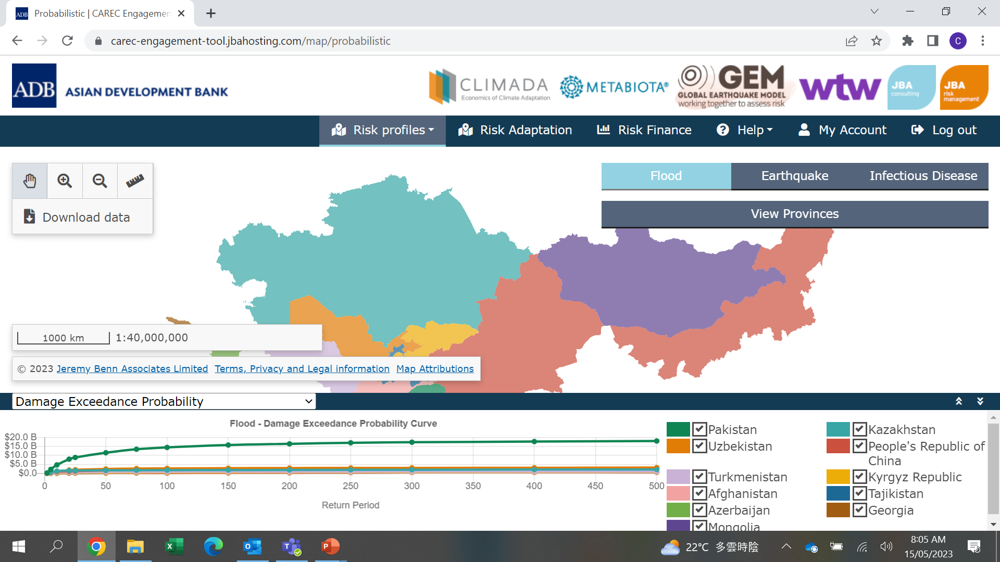 ADB
Probabilistic | CAREC Engagemen
carec-engagement-tool.jbahosting.com/map/probabilistic
C
ADB
ASIAN DEVELOPMENT BANK
CLIMADA
Economics of Climate Adaptation
METABIOTA®
GEM
GLOBAL EARTHQUAKE MODEL
working together to assess risk
wtw
JBA
consulting
JBA
risk
management
Risk profiles
Risk Adaptation
Risk Finance
Help
My Account
Log out
Download data
Flood
Earthquake
Infectious Disease
View Provinces
1000 km
1:40,000,000
© 2023 Jeremy Benn Associates Limited Terms, Privacy and Legal information Map Attributions
Damage Exceedance Probability
Flood - Damage Exceedance Probability Curve
$20.0 B
$15.0 B
$10.0 B
$5.0 B
$0.0
0 50 100 150 200 250 300 350 400 450 500
Return Period
Pakistan
Kazakhstan
Uzbekistan
People's Republic of
China
Turkmenistan
Kyrgyz Republic
Afghanistan
Tajikistan
Azerbaijan
Georgia
Mongolia
22°C 多雲時陰
8:05 AM
15/05/2023